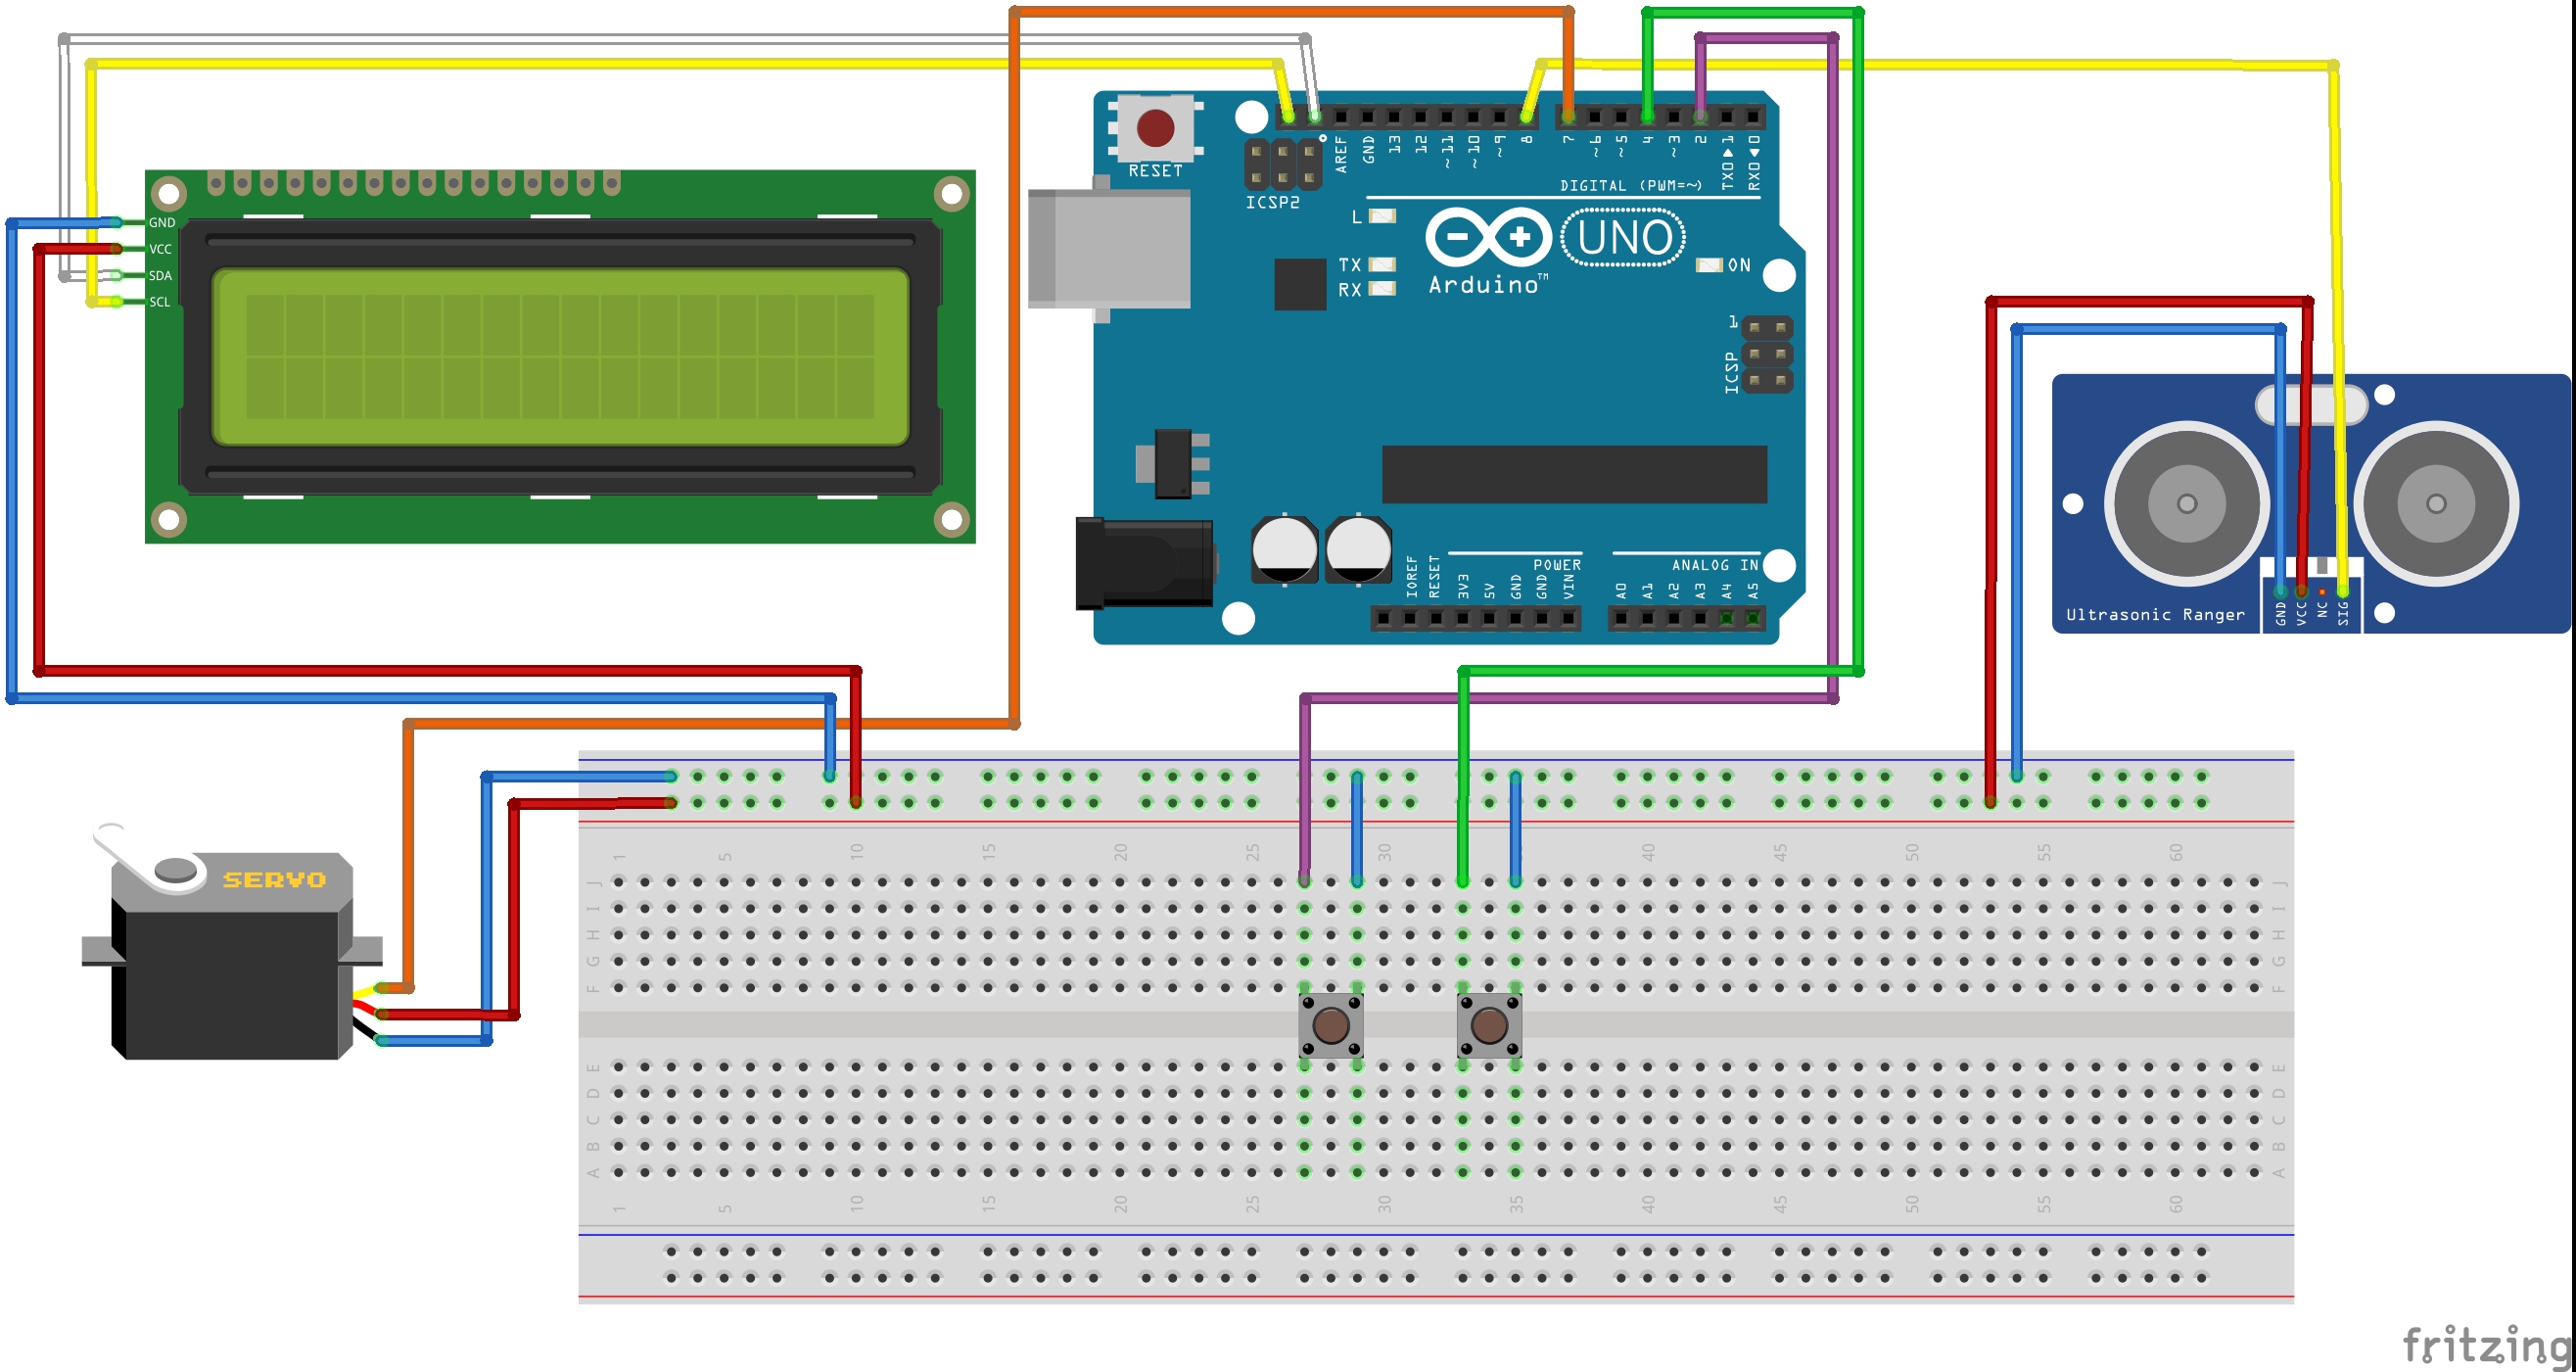 RESET
ICSP2
AREF
GND
13
12
~11
~10
~9
8
7
~6
~5
4
~3
2
TX0▶1
RX0◀0
DIGITAL (PWM=~)
L
TX
RX
UNO
Arduino™
ON
1
ICSP
GND
VCC
SDA
SCL
IOREF
RESET
3V3
5V
GND
GND
VIN
POWER
A0
A1
A2
A3
A4
A5
ANALOG IN
Ultrasonic Ranger
GND
VCC
NC
SIG
SERVO
1 5 10 15 20 25 30 35 40 45 50 55 60
J J
I I
H H
G G
F F
E E
D D
C C
B B
A A
1 5 10 15 20 25 30 35 40 45 50 55 60
fritzing